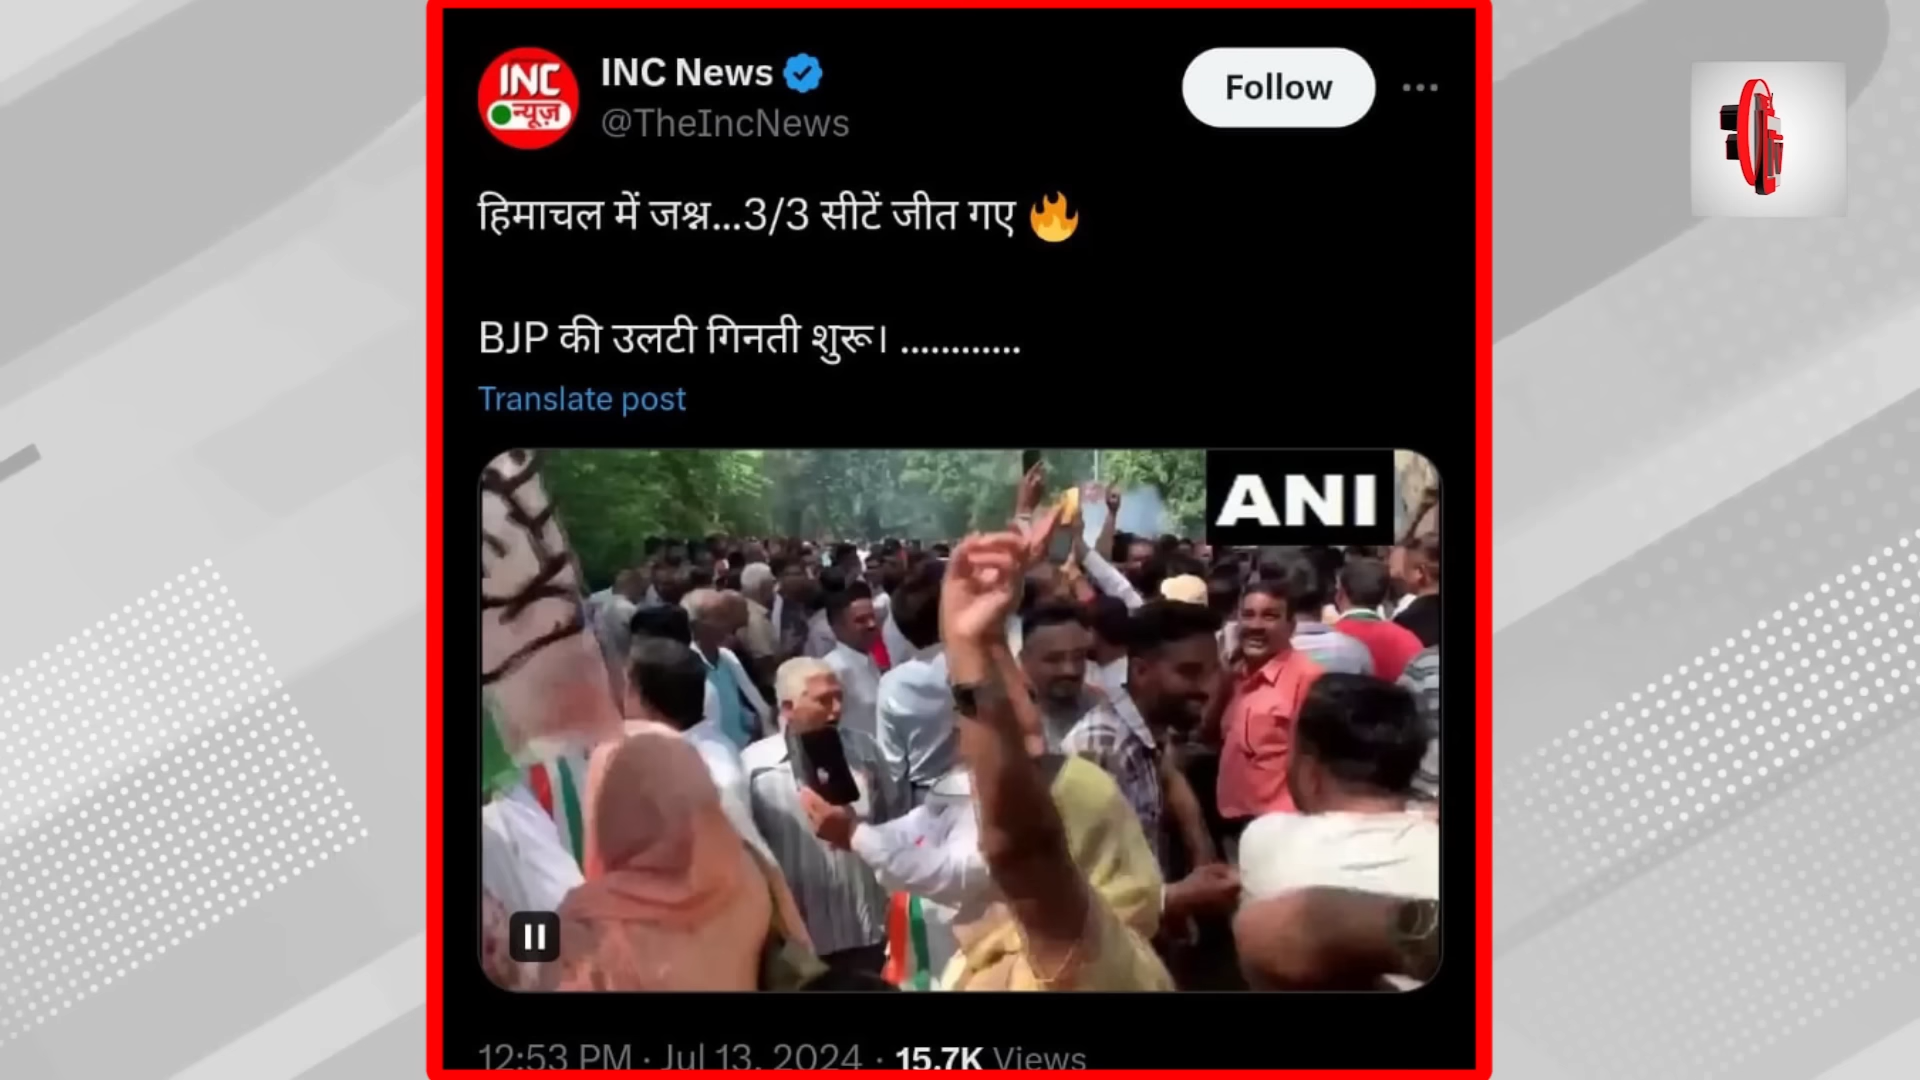 INC
न्यूज़
INC News
@TheIncNews
Follow
हिमाचल में जश्न...3/3 सीटें जीत गए
BJP की उलटी गिनती शुरू। ............
Translate post
ANI
12:53 PM · Jul 13, 2024 · 15.7K Views